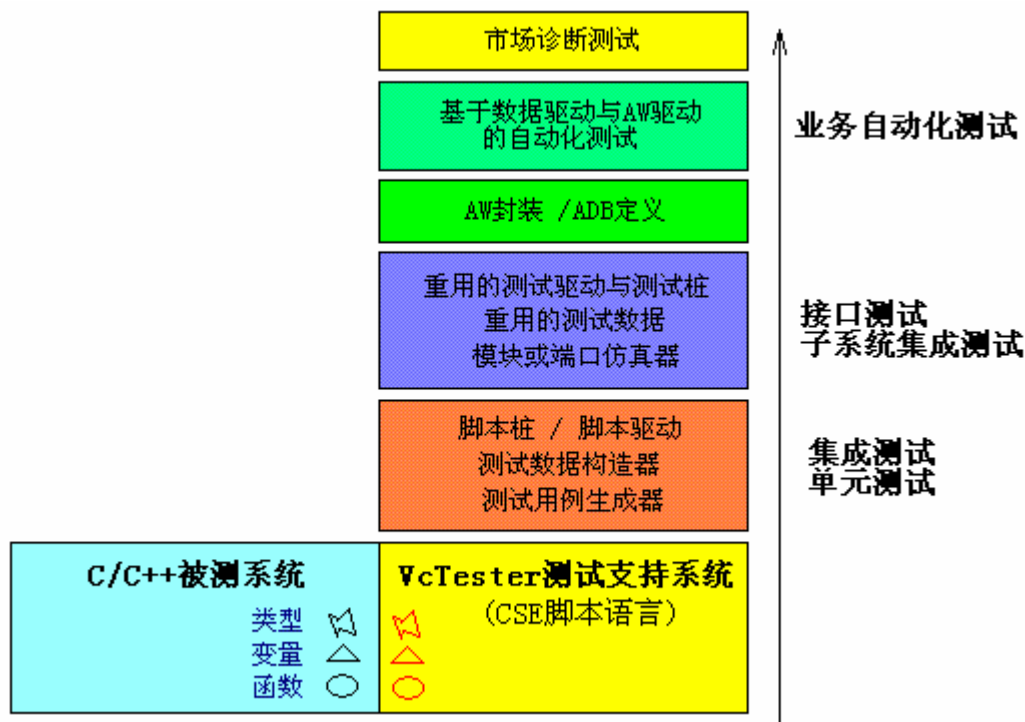 市场诊断测试
基于数据驱动与AW驱动
的自动化测试
业务自动化测试
AW封装 /ADB定义
重用的测试驱动与测试桩
重用的测试数据
模块或端口仿真器
接口测试
子系统集成测试
脚本桩 / 脚本驱动
测试数据构造器
测试用例生成器
集成测试
单元测试
C/C++被测系统
类型
变量
函数
VcTester测试支持系统
(CSE脚本语言)